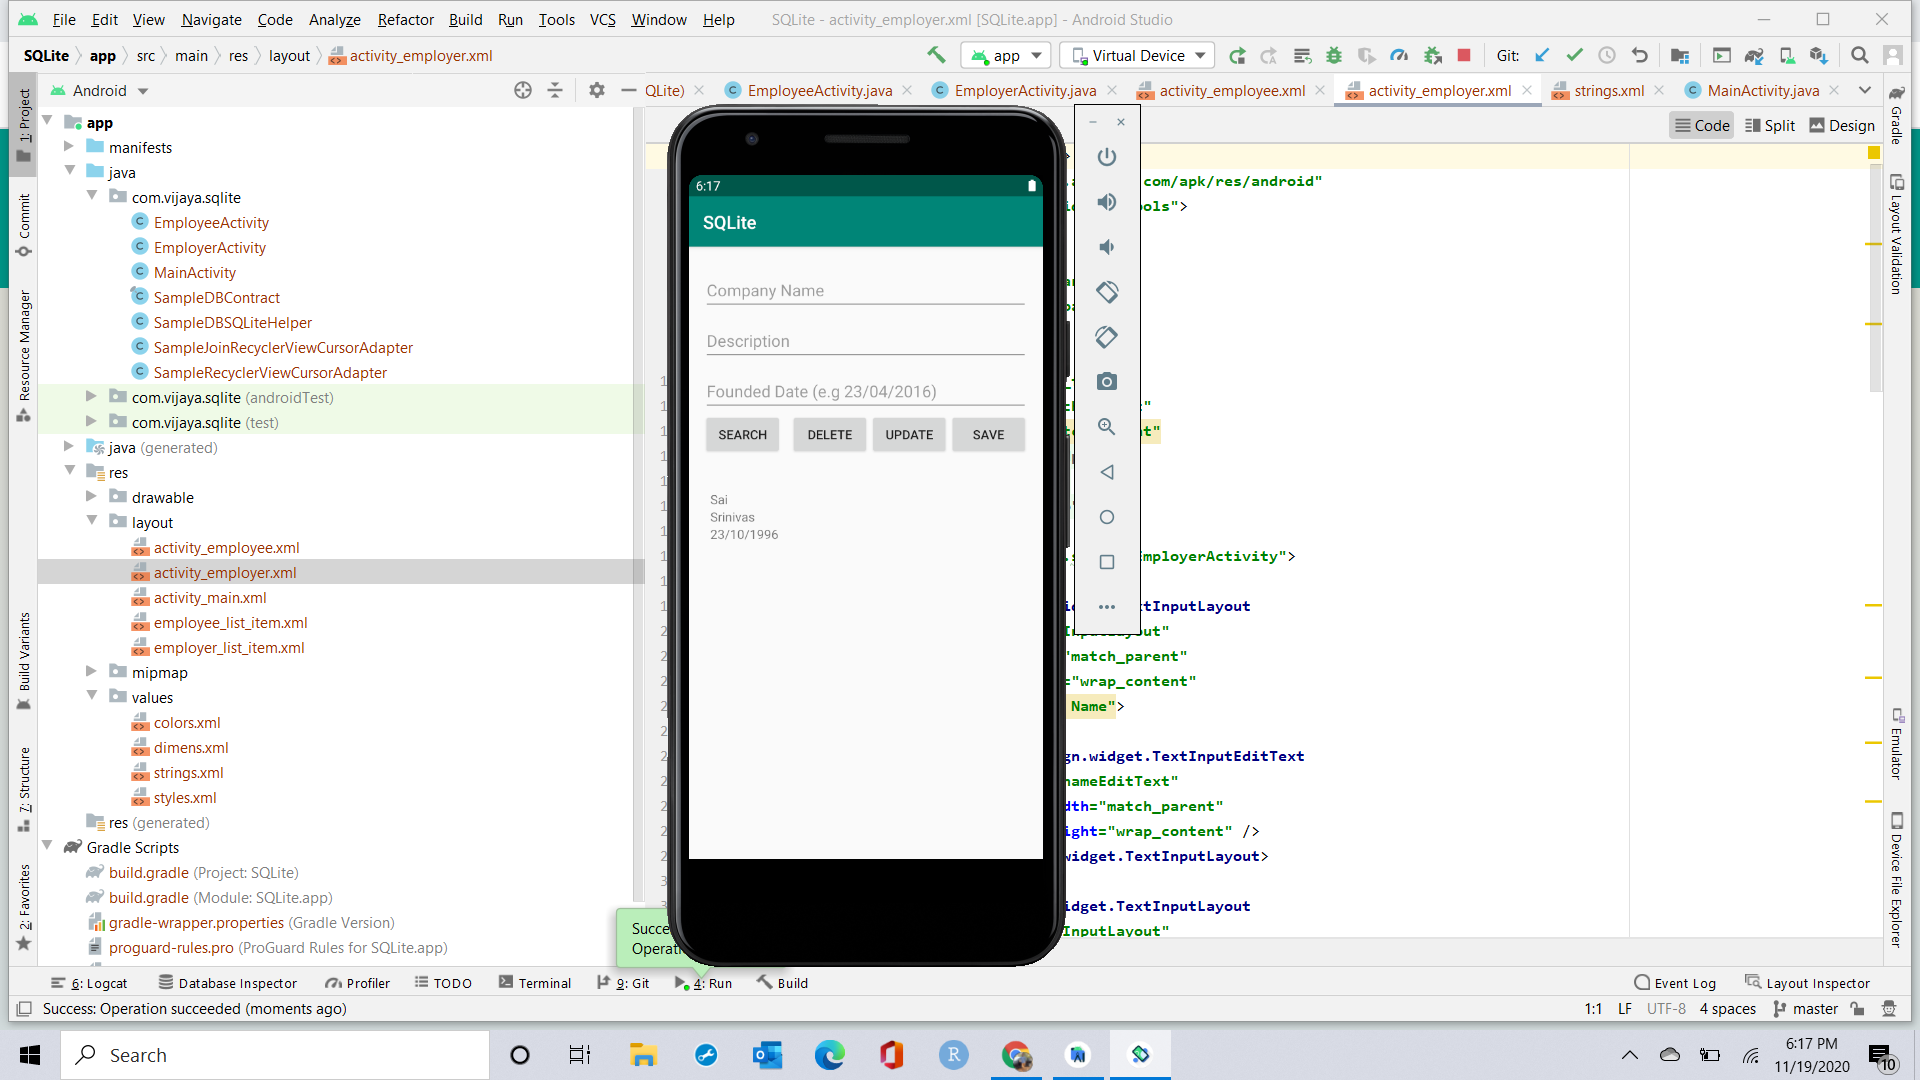 File Edit View Navigate Code Analyze Refactor Build Run Tools VCS Window Help SQLite - activity_employer.xml [SQLite.app] - Android Studio
SQLite app src main res layout activity_employer.xml app Virtual Device Git:
Android QLite) EmployeeActivity.java EmployerActivity.java activity_employee.xml activity_employer.xml strings.xml MainActivity.java
Code Split Design
1: Project
Commit
Resource Manager
Build Variants
7: Structure
2: Favorites
app
manifests
java
com.vijaya.sqlite
EmployeeActivity
EmployerActivity
MainActivity
SampleDBContract
SampleDBSQLiteHelper
SampleJoinRecyclerViewCursorAdapter
SampleRecyclerViewCursorAdapter
com.vijaya.sqlite (androidTest)
com.vijaya.sqlite (test)
java (generated)
res
drawable
layout
activity_employee.xml
activity_employer.xml
activity_main.xml
employee_list_item.xml
employer_list_item.xml
mipmap
values
colors.xml
dimens.xml
strings.xml
styles.xml
res (generated)
Gradle Scripts
build.gradle (Project: SQLite)
build.gradle (Module: SQLite.app)
gradle-wrapper.properties (Gradle Version)
proguard-rules.pro (ProGuard Rules for SQLite.app)
6:17
SQLite
Company Name
Description
Founded Date (e.g 23/04/2016)
SEARCH DELETE UPDATE SAVE
Sai
Srinivas
23/10/1996
com/apk/res/android"
ools">
mployerActivity">
tInputLayout
"match_parent"
="wrap_content"
Name">
gn.widget.TextInputEditText
nameEditText"
dth="match_parent"
ight="wrap_content" />
widget.TextInputLayout>
idget.TextInputLayout
InputLayout"
Gradle
Layout Validation
Emulator
Device File Explorer
Succe
Operati
6: Logcat Database Inspector Profiler TODO Terminal 9: Git 4: Run Build Event Log Layout Inspector
Success: Operation succeeded (moments ago) 1:1 LF UTF-8 4 spaces master
Search
6:17 PM
11/19/2020
10